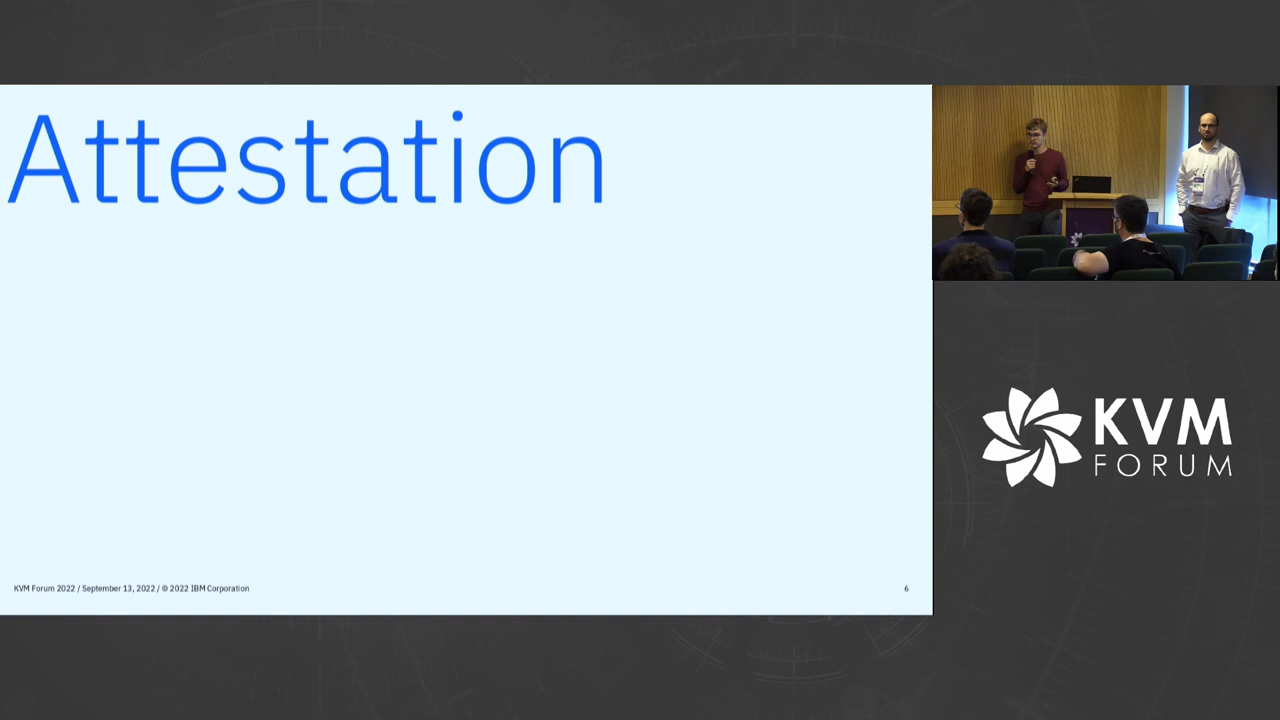 Attestation
KVM Forum 2022 / September 13, 2022 / © 2022 IBM Corporation
6
KVM
FORUM